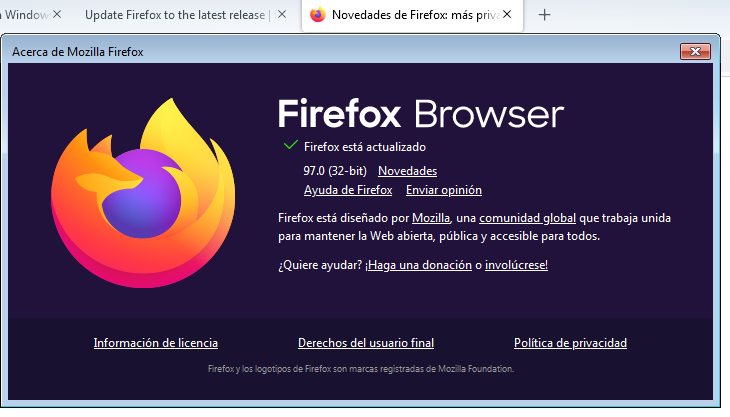 Window
Update Firefox to the latest release |
Novedades de Firefox: más priva
Acerca de Mozilla Firefox
Firefox Browser
Firefox está actualizado
97.0 (32-bit) Novedades
Ayuda de Firefox Enviar opinión
Firefox está diseñado por Mozilla, una comunidad global que trabaja unida
para mantener la Web abierta, pública y accesible para todos.
¿Quiere ayudar? ¡Haga una donación o involúcrese!
Información de licencia
Derechos del usuario final
Política de privacidad
Firefox y los logotipos de Firefox son marcas registradas de Mozilla Foundation.